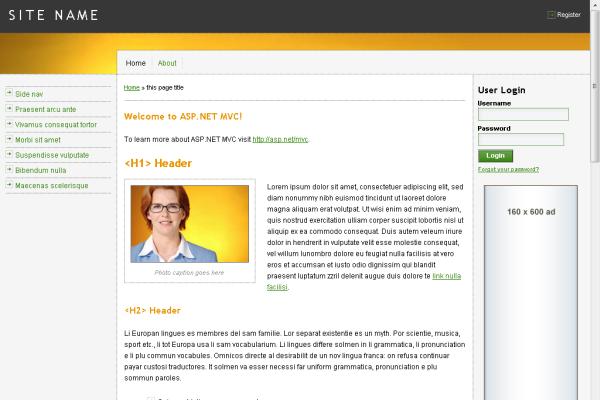 SITE NAME
Register
Home
About
Side nav
Praesent arcu ante
Vivamus consequat tortor
Morbi sit amet
Suspendisse vulputate
Bibendum nulla
Maecenas scelerisque
Home » this page title
Welcome to ASP.NET MVC!
To learn more about ASP.NET MVC visit http://asp.net/mvc.
<H1> Header
Photo caption goes here
Lorem ipsum dolor sit amet, consectetuer adipiscing elit, sed
diam nonummy nibh euismod tincidunt ut laoreet dolore
magna aliquam erat volutpat. Ut wisi enim ad minim veniam,
quis nostrud exercitation ulliam corper suscipit lobortis nisl ut
aliquip ex ea commodo consequat. Duis autem veleum iriure
dolor in hendrerit in vulputate velit esse molestie consequat,
vel willum lunombro dolore eu feugiat nulla facilisis at vero
eros et accumsan et iusto odio dignissim qui blandit
praesent luptatum zzril delenit augue duis dolore te link nulla
facilisi.
<H2> Header
Li Europan lingues es membres del sam familie. Lor separat existentie es un myth. Por scientie, musica,
sport etc., li tot Europa usa li sam vocabularium. Li lingues differe solmen in li grammatica, li pronunciation
e li plu commun vocabules. Omnicos directe al desirabilit de un nov lingua franca: on refusa continuar
payar custosi traductores. It solmen va esser necessi far uniform grammatica, pronunciation e plu
sommun paroles.
User Login
Username
Password
Login
Forgot your password?
160 x 600 ad